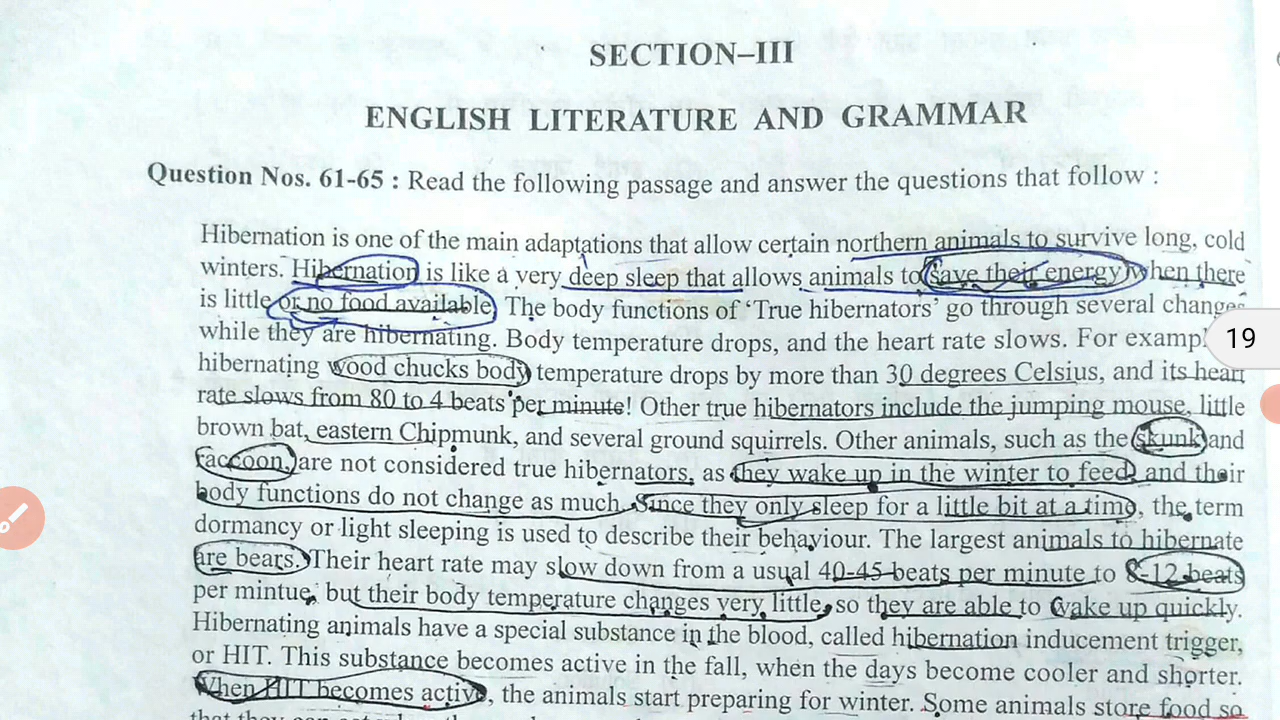 SECTION–III
ENGLISH LITERATURE AND GRAMMAR
Question Nos. 61-65 : Read the following passage and answer the questions that follow :
Hibernation is one of the main adaptations that allow certain northern animals to survive long, cold
winters. Hibernation is like a very deep sleep that allows animals to save their energy when there
is little or no food available. The body functions of 'True hibernators' go through several changes
while they are hibernating. Body temperature drops, and the heart rate slows. For exampl
19
hibernating wood chucks body temperature drops by more than 30 degrees Celsius, and its heart
rate slows from 80 to 4 beats per minute! Other true hibernators include the jumping mouse, little
brown bat, eastern Chipmunk, and several ground squirrels. Other animals, such as the skunk and
raccoon, are not considered true hibernators, as they wake up in the winter to feed, and their
body functions do not change as much. Since they only sleep for a little bit at a time, the term
dormancy or light sleeping is used to describe their behaviour. The largest animals to hibernate
are bears. Their heart rate may slow down from a usual 40-45 beats per minute to 8-12 beats
per mintue, but their body temperature changes very little, so they are able to wake up quickly.
Hibernating animals have a special substance in the blood, called hibernation inducement trigger,
or HIT. This substance becomes active in the fall, when the days become cooler and shorter.
When HIT becomes active, the animals start preparing for winter. Some animals store food so